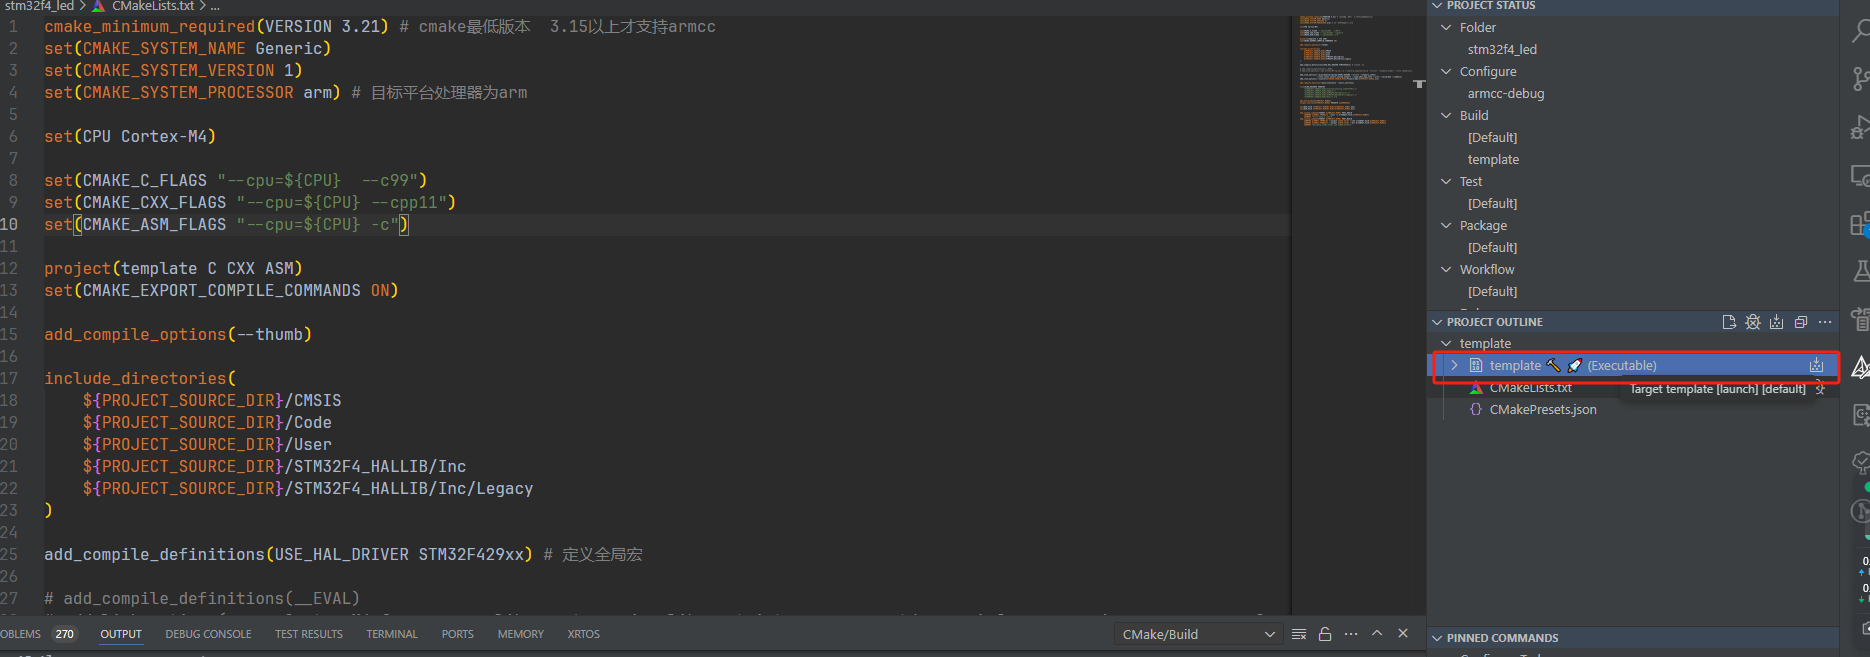 stm32f4_led > CMakeLists.txt > ...
1 cmake_minimum_required(VERSION 3.21) # cmake最低版本  3.15以上才支持armcc
2 set(CMAKE_SYSTEM_NAME Generic)
3 set(CMAKE_SYSTEM_VERSION 1)
4 set(CMAKE_SYSTEM_PROCESSOR arm) # 目标平台处理器为arm
5
6 set(CPU Cortex-M4)
7
8 set(CMAKE_C_FLAGS "--cpu=${CPU}  --c99")
9 set(CMAKE_CXX_FLAGS "--cpu=${CPU} --cpp11")
10 set(CMAKE_ASM_FLAGS "--cpu=${CPU} -c")
11
12 project(template C CXX ASM)
13 set(CMAKE_EXPORT_COMPILE_COMMANDS ON)
14
15 add_compile_options(--thumb)
16
17 include_directories(
18     ${PROJECT_SOURCE_DIR}/CMSIS
19     ${PROJECT_SOURCE_DIR}/Code
20     ${PROJECT_SOURCE_DIR}/User
21     ${PROJECT_SOURCE_DIR}/STM32F4_HALLIB/Inc
22     ${PROJECT_SOURCE_DIR}/STM32F4_HALLIB/Inc/Legacy
23 )
24
25 add_compile_definitions(USE_HAL_DRIVER STM32F429xx) # 定义全局宏
26
27 # add_compile_definitions(__EVAL)
OBLEMS 270 OUTPUT DEBUG CONSOLE TEST RESULTS TERMINAL PORTS MEMORY XRTOS
CMake/Build
PROJECT STATUS
Folder
stm32f4_led
Configure
armcc-debug
Build
[Default]
template
Test
[Default]
Package
[Default]
Workflow
[Default]
PROJECT OUTLINE
template
template (Executable)
CMakeLists.txt
Target template [launch] [default]
CMakePresets.json
PINNED COMMANDS